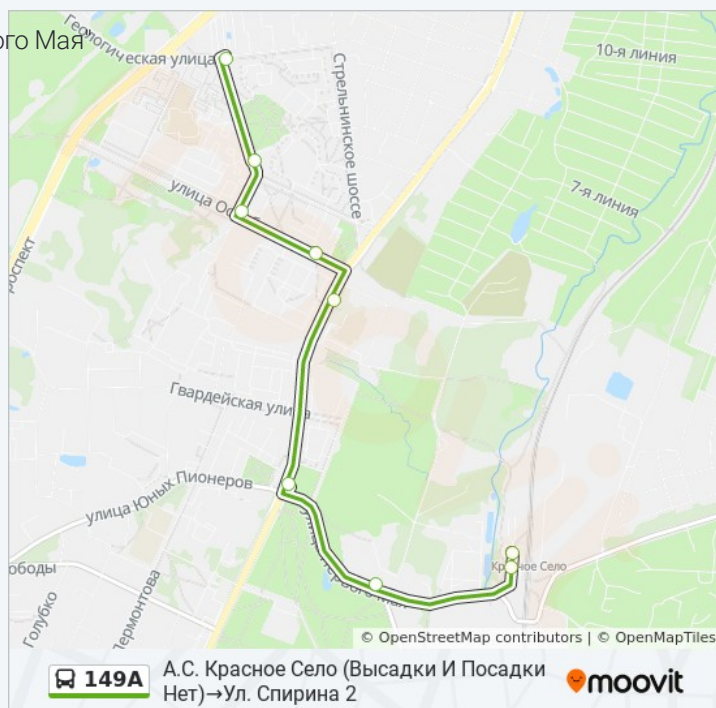 ого Мая"
Геологическая улица
Стрельнинское шоссе
10-я линия
7-я линия
улица Ос
роспект
Гвардейская улица
улица Юных Пионеров
ободы
Голубко
Лермонтова
Красное Село
© OpenStreetMap contributors | © OpenMapTiles
149А А.С. Красное Село (Высадки И Посадки
Нет)→Ул. Спирина 2
moovit